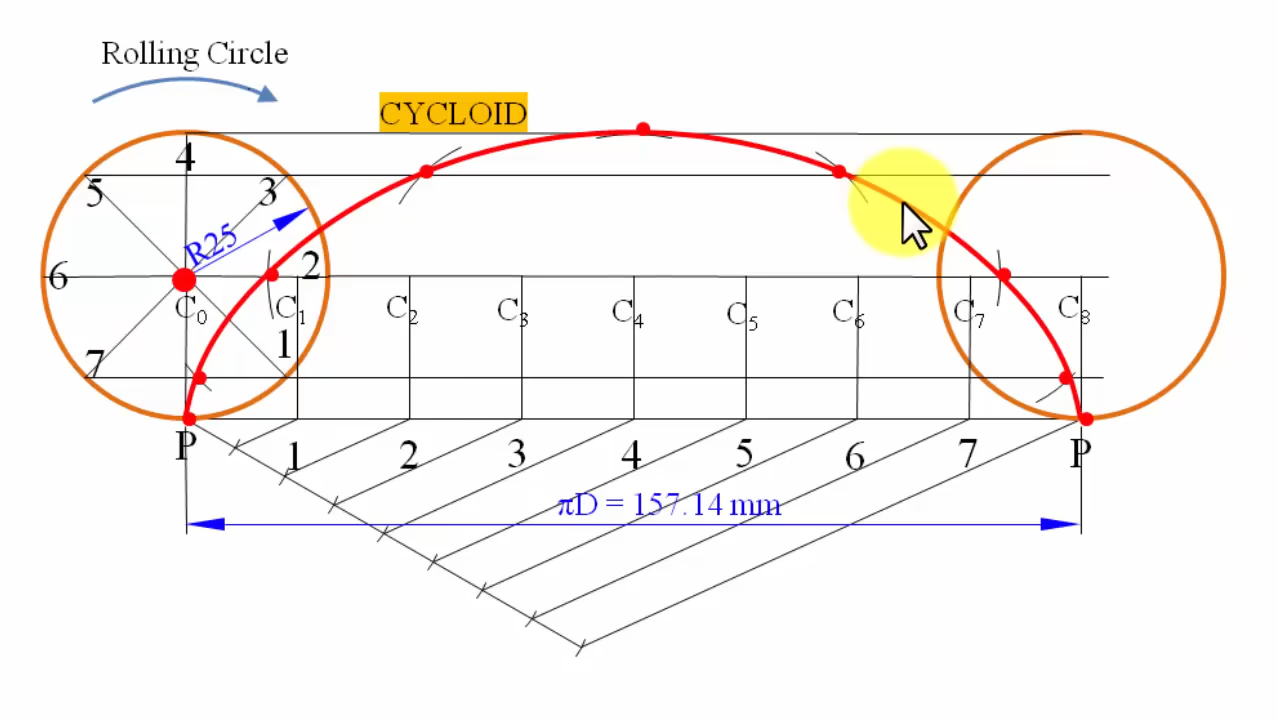 Rolling Circle
CYCLOID
4
5
3
R25
6
2
C0 C1 C2 C3 C4 C5 C6 C7 C8
7
1
P 1 2 3 4 5 6 7 P
πD = 157.14 mm